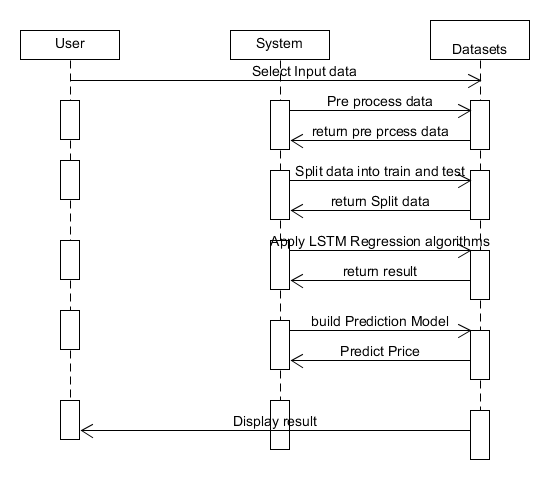 User
System
Datasets
Select Input data
Pre process data
return pre prcess data
Split data into train and test
return Split data
Apply LSTM Regression algorithms
return result
build Prediction Model
Predict Price
Display result